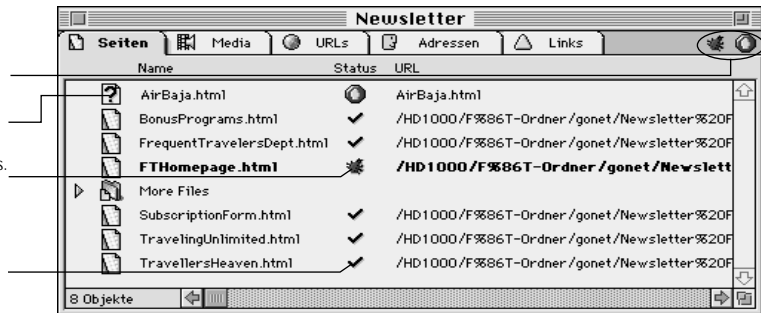 Newsletter
Seiten Media URLs Adressen Links
Name Status URL
AirBaja.html AirBaja.html
BonusPrograms.html /HD1000/F%86T-Ordner/gonet/Newsletter%20F
FrequentTravelersDept.html /HD1000/F%86T-Ordner/gonet/Newsletter%20F
s.
FTHomepage.html /HD1000/F%86T-Ordner/gonet/Newslett
More Files
SubscriptionForm.html /HD1000/F%86T-Ordner/gonet/Newsletter%20F
TravelingUnlimited.html /HD1000/F%86T-Ordner/gonet/Newsletter%20F
TravellersHeaven.html /HD1000/F%86T-Ordner/gonet/Newsletter%20F
8 Objekte